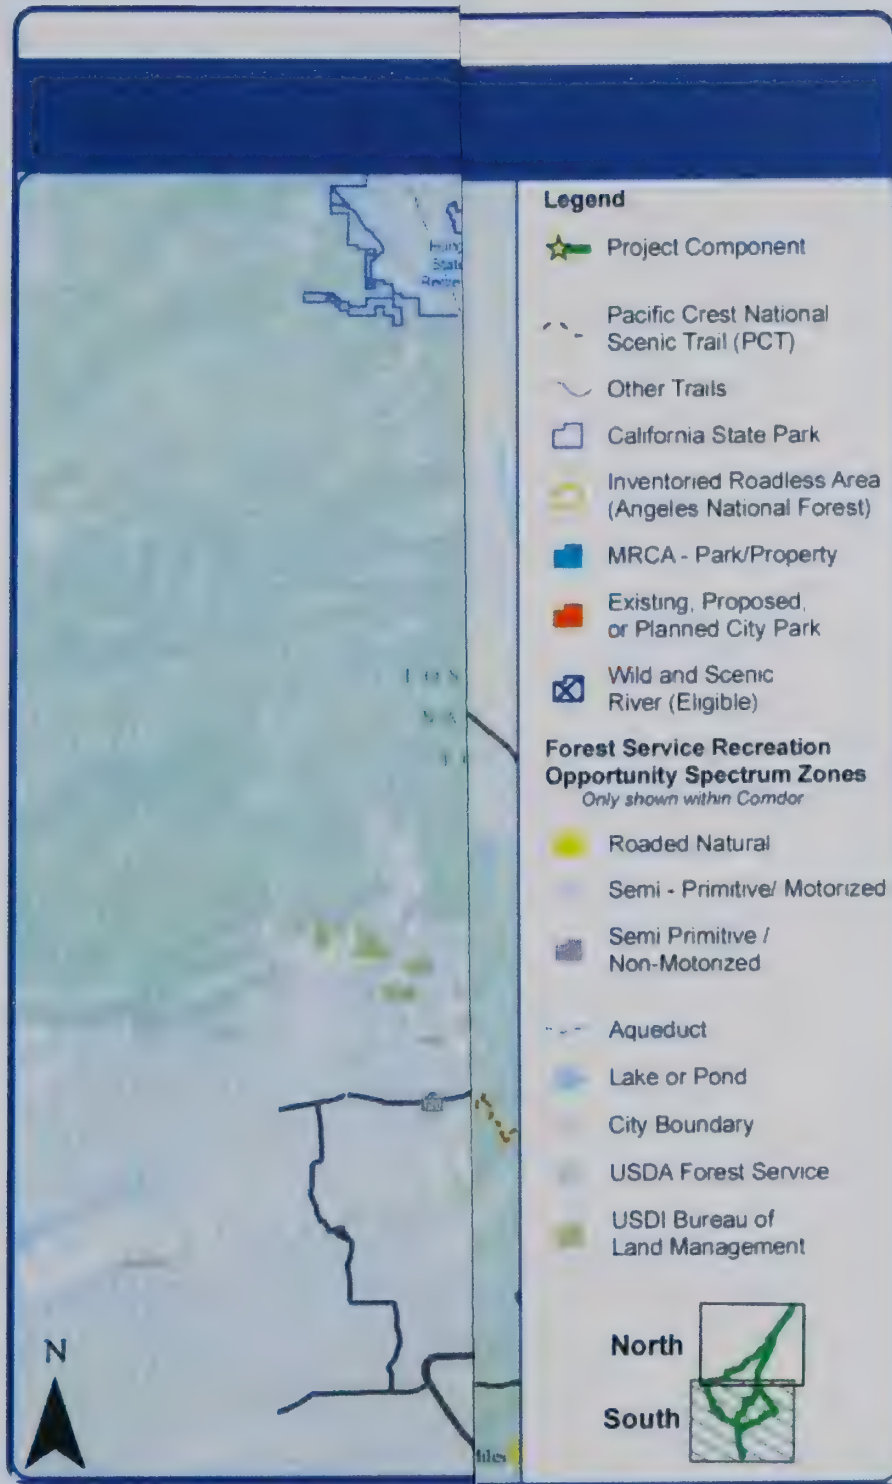 Legend
Project Component
Pacific Crest National
Scenic Trail (PCT)
Other Trails
California State Park
Inventoried Roadless Area
(Angeles National Forest)
MRCA - Park/Property
Existing, Proposed,
or Planned City Park
Wild and Scenic
River (Eligible)
Forest Service Recreation
Opportunity Spectrum Zones
Only shown within Corridor
Roaded Natural
Semi - Primitive/ Motorized
Semi Primitive /
Non-Motorized
Aqueduct
Lake or Pond
City Boundary
USDA Forest Service
USDI Bureau of
Land Management
North
South
N
Miles